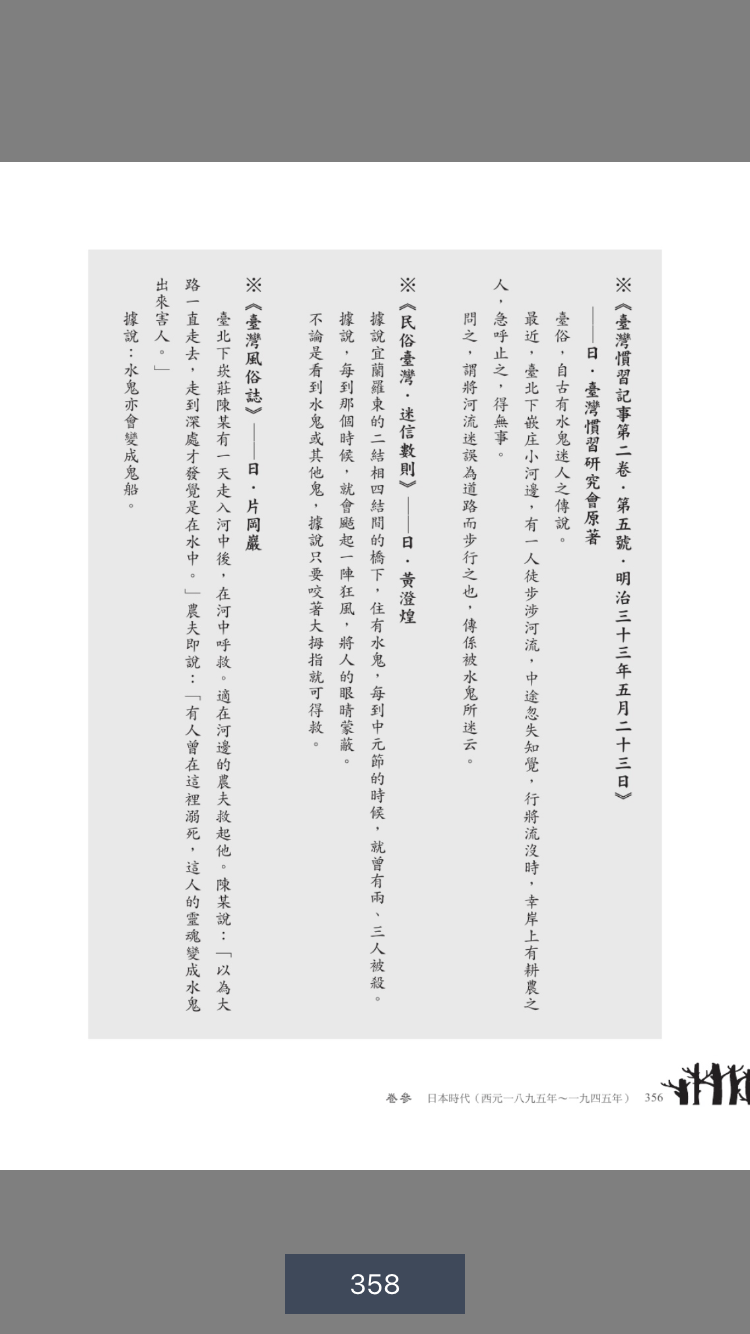 ※《臺灣慣習記事第二卷．第五號．明治三十三年五月二十三日》
——日．臺灣慣習研究會原著
臺俗，自古有水鬼迷人之傳說。
最近，臺北下嵌庄小河邊，有一人徒步涉河流，中途忽失知覺，行將流沒時，幸岸上有耕農之
人，急呼止之，得無事。
問之，謂將河流迷誤為道路而步行之也，傳係被水鬼所迷云。
※《民俗臺灣．迷信數則》——日．黃澄煌
據說宜蘭羅東的二結相四結間的橋下，住有水鬼，每到中元節的時候，就曾有兩、三人被殺。
據說，每到那個時候，就會颳起一陣狂風，將人的眼睛蒙蔽。
不論是看到水鬼或其他鬼，據說只要咬著大拇指就可得救。
※《臺灣風俗誌》——日．片岡巖
臺北下崁莊陳某有一天走入河中後，在河中呼救。適在河邊的農夫救起他。陳某說：「以為大
路一直走去，走到深處才發覺是在水中。」農夫即說：「有人曾在這裡溺死，這人的靈魂變成水鬼
出來害人。」
據說：水鬼亦會變成鬼船。
卷參 日本時代（西元一八九五年～一九四五年） 356
358